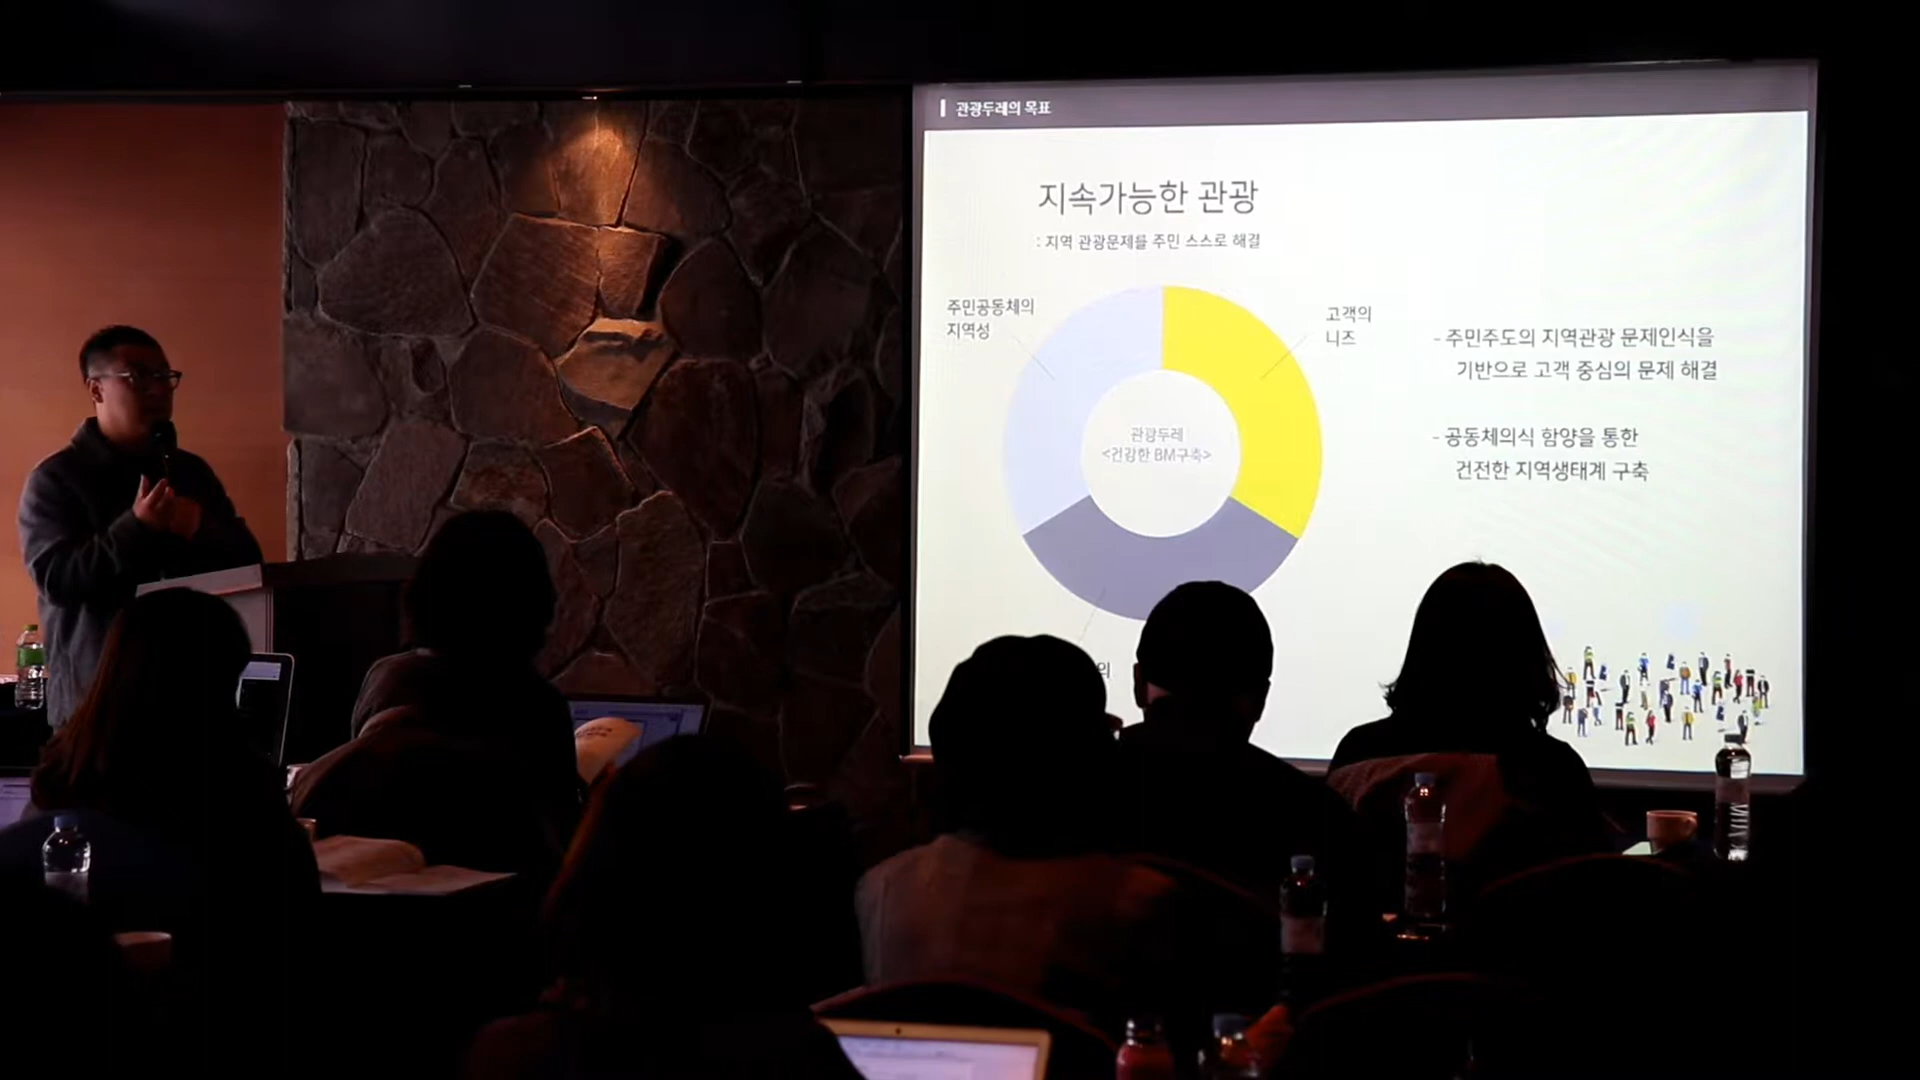 관광두레의 목표
지속가능한 관광
: 지역 관광문제를 주민 스스로 해결
주민공동체의
지역성
고객의
니즈
관광두레
<건강한 BM구축>
의
- 주민주도의 지역관광 문제인식을
기반으로 고객 중심의 문제 해결
- 공동체의식 함양을 통한
건전한 지역생태계 구축